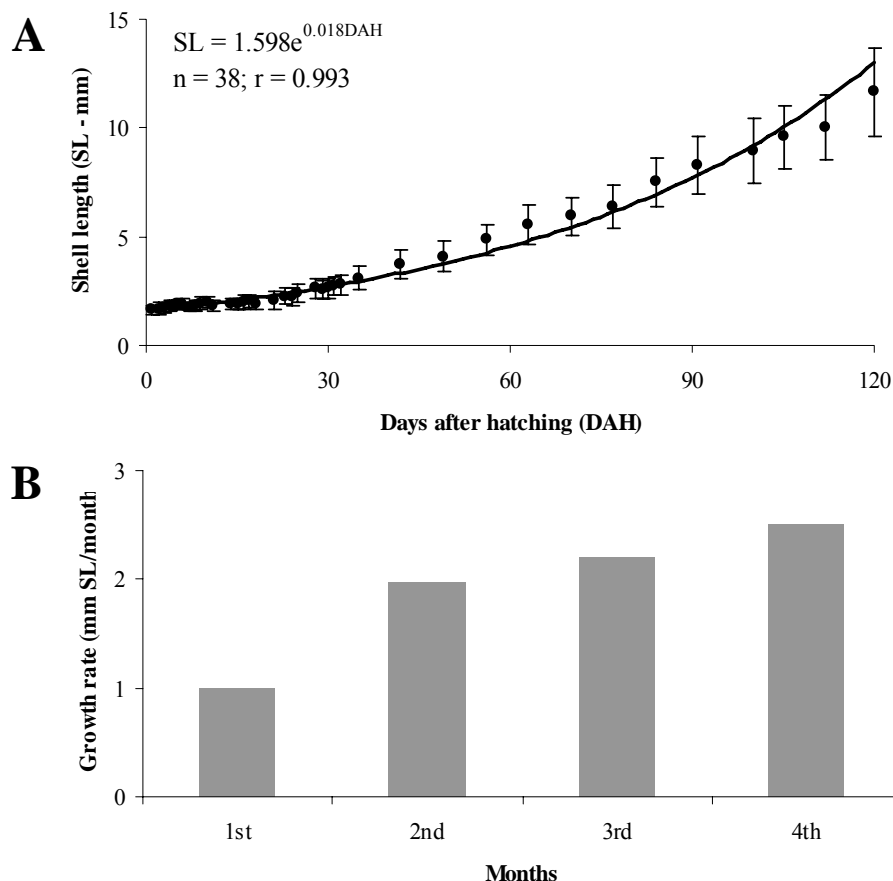 A
SL = 1.598e^0.018DAH
n = 38; r = 0.993
Shell length (SL - mm)
15
10
5
0
0 30 60 90 120
Days after hatching (DAH)
B
Growth rate (mm SL/month
3
2
1
0
1st 2nd 3rd 4th
Months